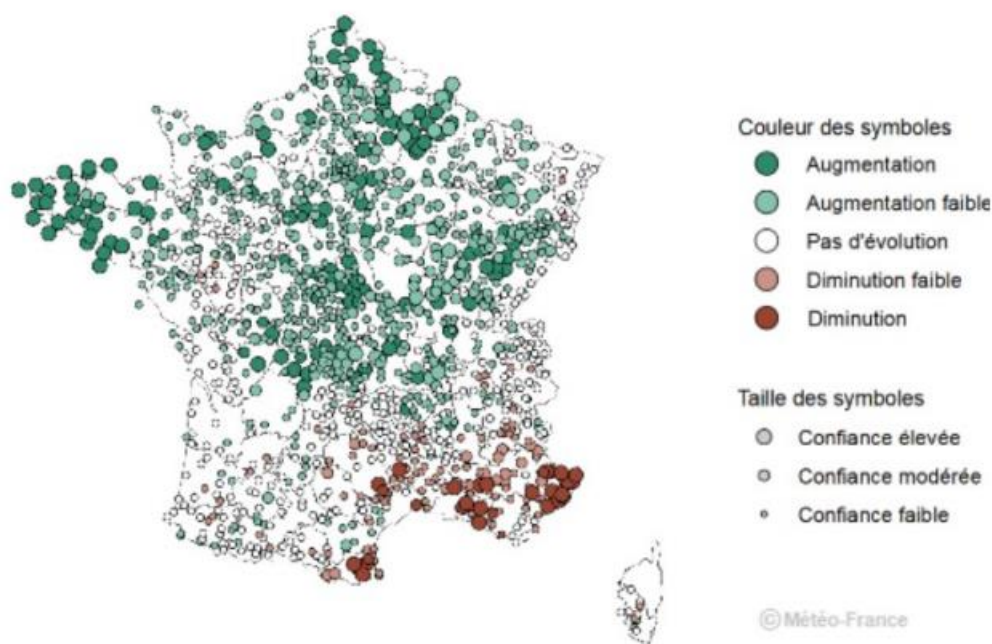 Couleur des symboles
Augmentation
Augmentation faible
Pas d'évolution
Diminution faible
Diminution
Taille des symboles
Confiance élevée
Confiance modérée
Confiance faible
©Météo-France